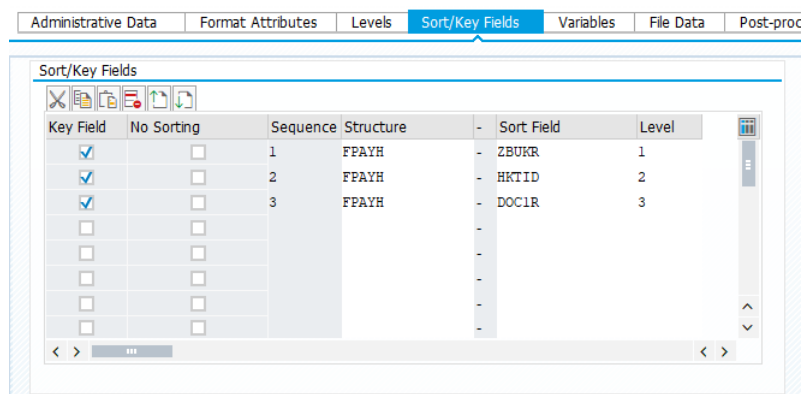 Administrative Data Format Attributes Levels Sort/Key Fields Variables File Data Post-proc
Sort/Key Fields
Key Field No Sorting Sequence Structure - Sort Field Level
1 FPAYH - ZBUKR 1
2 FPAYH - HKTID 2
3 FPAYH - DOC1R 3
-
-
-
-
-